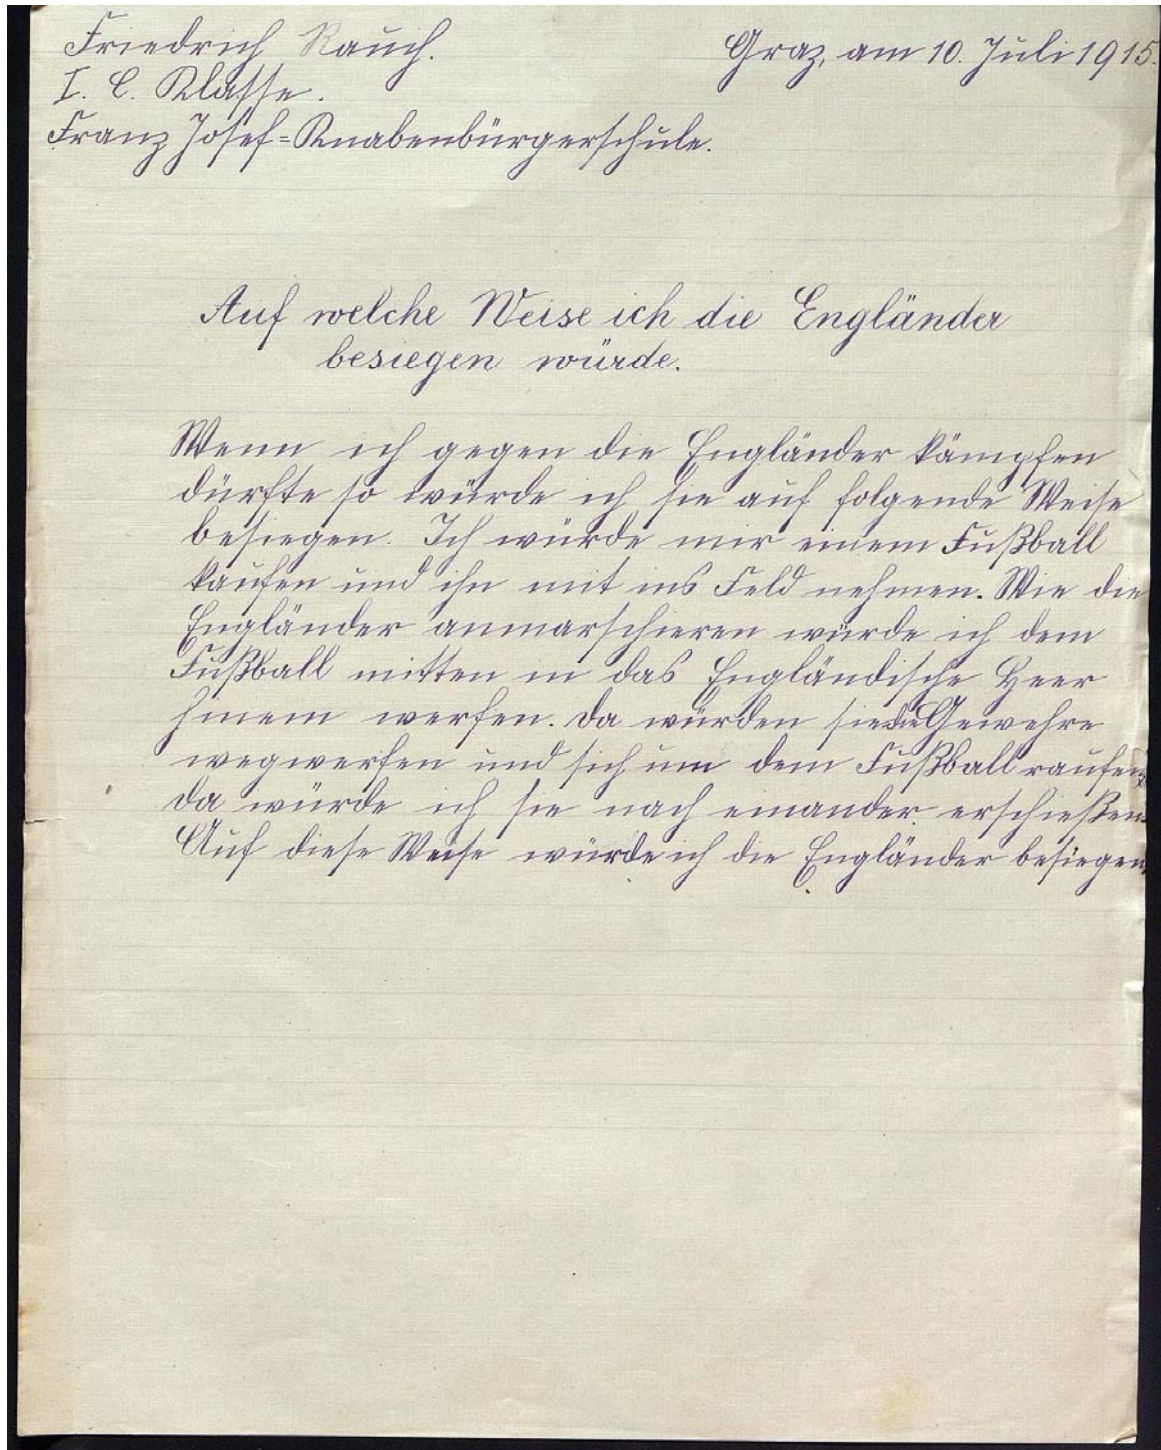 Friedrich Rauch.
Graz, am 10. Juli 1915.
I. C. Klasse.
Franz Josef=Knabenbürgerschule.
Auf welche Weise ich die Engländer
besiegen würde.
Wenn ich gegen die Engländer kämpfen
dürfte so würde ich sie auf folgende Weise
besiegen. Ich würde mir einem Fußball
kaufen und ihn mit ins Feld nehmen. Wie die
Engländer anmarschieren würde ich dem
Fußball mitten in das Engländische Heer
hinein werfen. Da würden sie die Gewehre
wegwerfen und sich um dem Fußball raufen.
Da würde ich sie nach einander erschießen.
Auf diese Weise würde ich die Engländer besiegen.